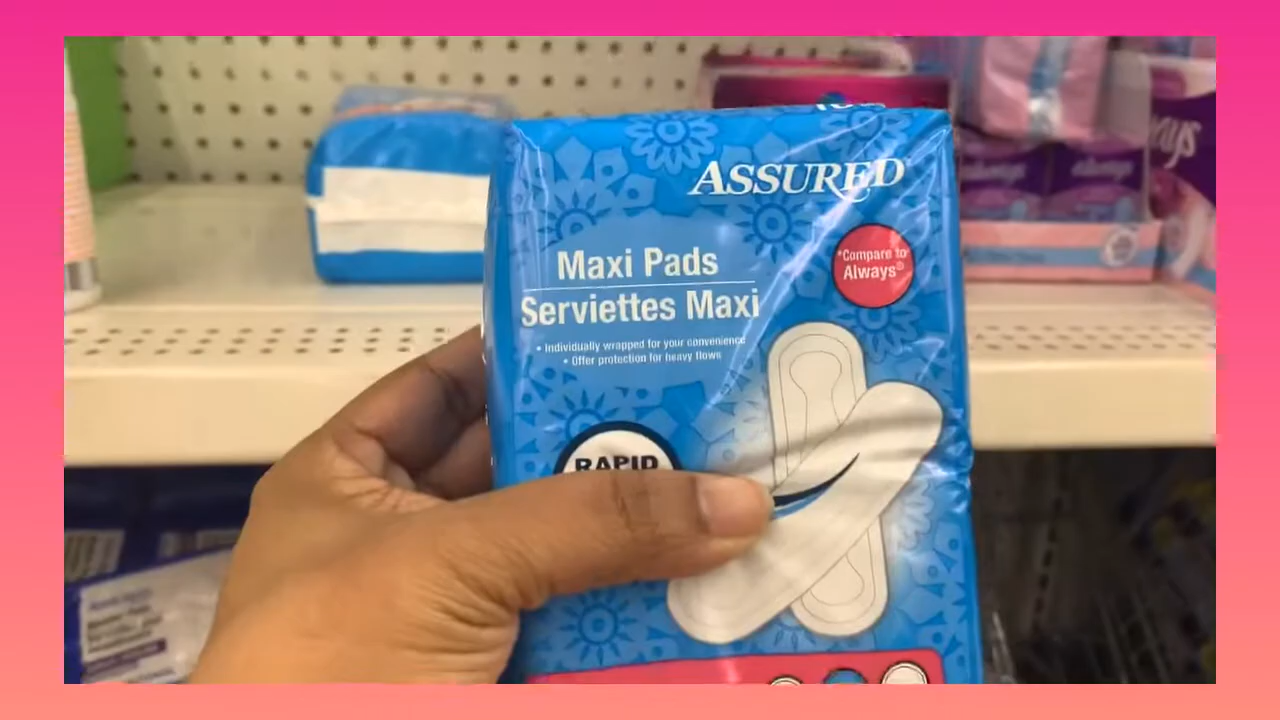 ASSURED
Maxi Pads
Serviettes Maxi
*Compare to
Always®
• Individually wrapped for your convenience
• Offer protection for heavy flows
RAPID
always